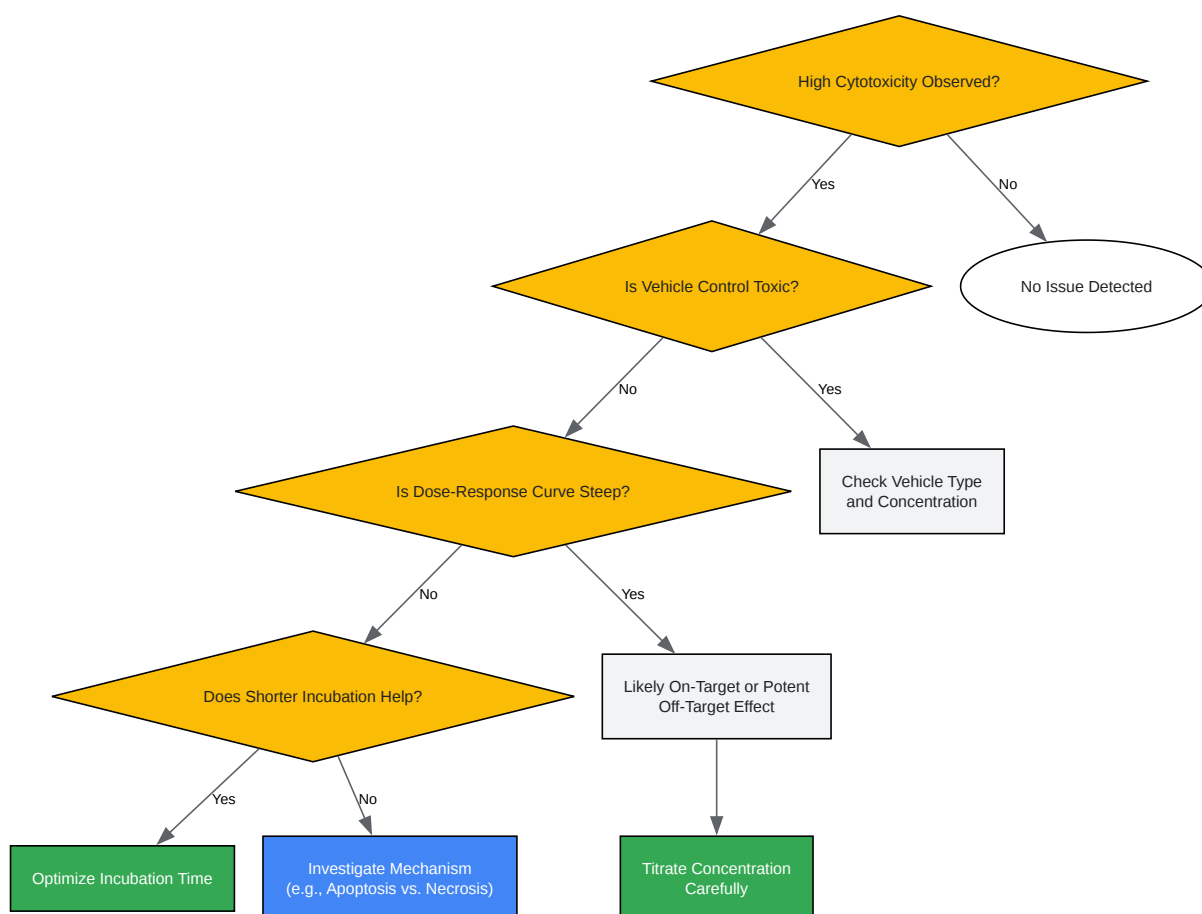 High Cytotoxicity Observed?
Yes
No
Is Vehicle Control Toxic?
No Issue Detected
No
Yes
Is Dose-Response Curve Steep?
Check Vehicle Type
and Concentration
No
Yes
Does Shorter Incubation Help?
Likely On-Target or Potent
Off-Target Effect
Yes
No
Optimize Incubation Time
Investigate Mechanism
(e.g., Apoptosis vs. Necrosis)
Titrate Concentration
Carefully